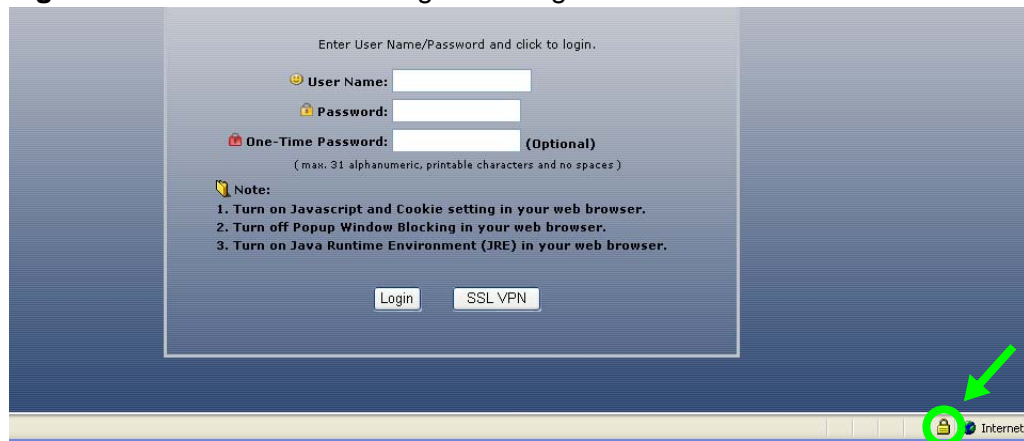 Enter User Name/Password and click to login.
User Name:
Password:
One-Time Password: (Optional)
( max. 31 alphanumeric, printable characters and no spaces )
Note:
1. Turn on Javascript and Cookie setting in your web browser.
2. Turn off Popup Window Blocking in your web browser.
3. Turn on Java Runtime Environment (JRE) in your web browser.
Login SSL VPN
Internet